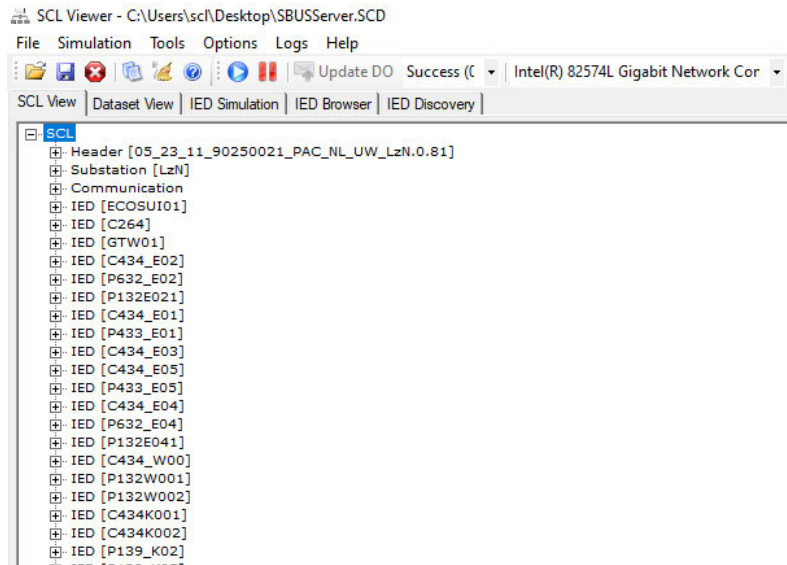 SCL Viewer - C:\Users\scl\Desktop\SBUSServer.SCD
File Simulation Tools Options Logs Help
Update DO Success (C Intel(R) 82574L Gigabit Network Cor
SCL View Dataset View IED Simulation IED Browser IED Discovery
SCL
Header [05_23_11_90250021_PAC_NL_UW_LzN.0.81]
Substation [LzN]
Communication
IED [ECOSUI01]
IED [C264]
IED [GTW01]
IED [C434_E02]
IED [P632_E02]
IED [P132E021]
IED [C434_E01]
IED [P433_E01]
IED [C434_E03]
IED [C434_E05]
IED [P433_E05]
IED [C434_E04]
IED [P632_E04]
IED [P132E041]
IED [C434_W00]
IED [P132W001]
IED [P132W002]
IED [C434K001]
IED [C434K002]
IED [P139_K02]